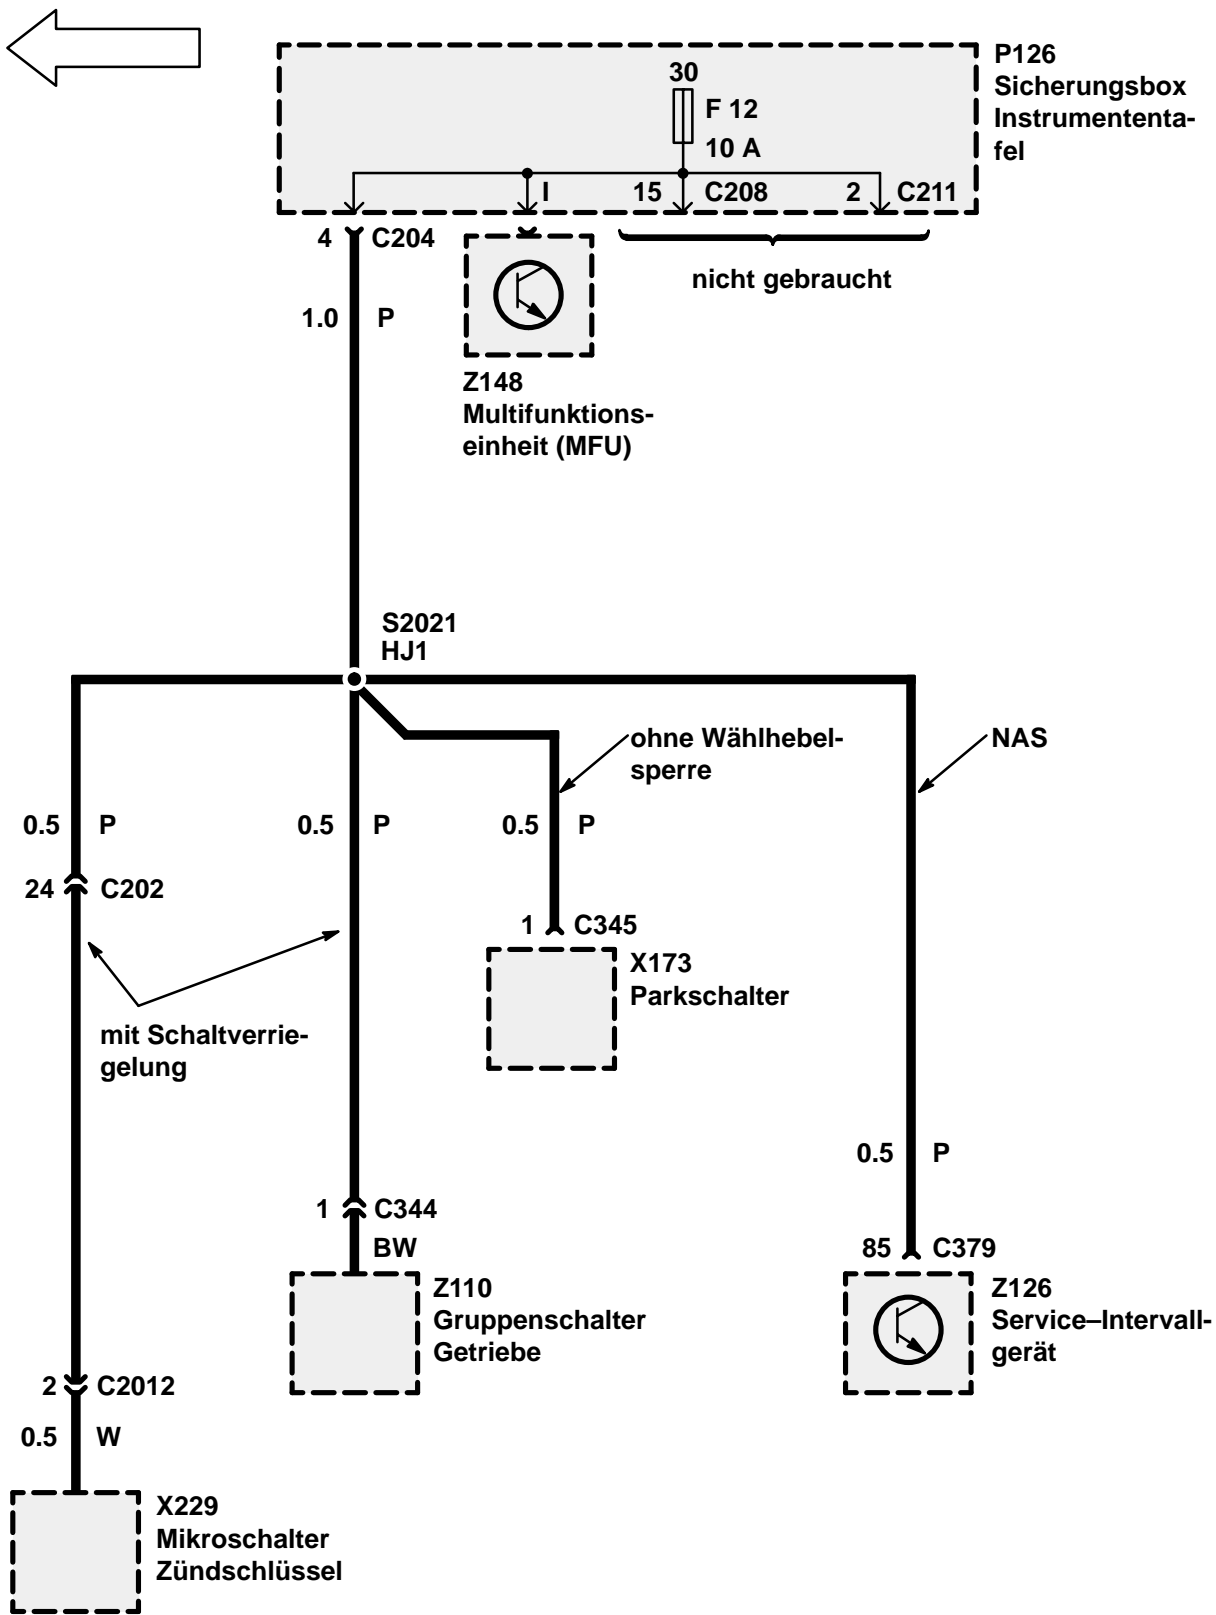 P126
Sicherungsbox
Instrumententa-
fel
30
F 12
10 A
I
15 C208
2 C211
4 C204
nicht gebraucht
1.0 P
Z148
Multifunktions-
einheit (MFU)
S2021
HJ1
ohne Wählhebel-
sperre
NAS
0.5 P
0.5 P
0.5 P
24 C202
1 C345
X173
Parkschalter
mit Schaltverrie-
gelung
0.5 P
1 C344
BW
85 C379
Z110
Gruppenschalter
Getriebe
Z126
Service–Intervall-
gerät
2 C2012
0.5 W
X229
Mikroschalter
Zündschlüssel